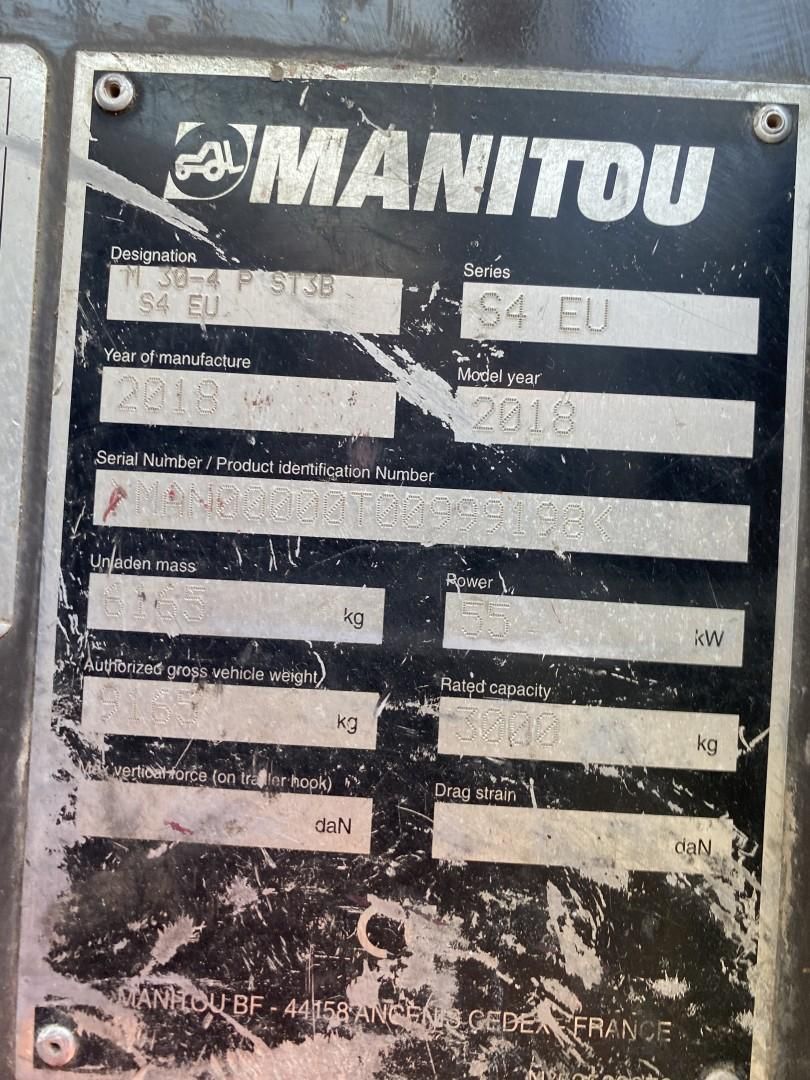 MANITOU
Designation
M 30-4 P ST3B
S4 EU
Series
S4 EU
Year of manufacture
2018
Model year
2018
Serial Number / Product identification Number
MAN00000T00999198<
Unladen mass
6165 kg
Power
55 kW
Authorized gross vehicle weight
9165 kg
Rated capacity
3000 kg
Max vertical force (on trailer hook)
daN
Drag strain
daN
MANITOU BF - 44158 ANCENIS CEDEX - FRANCE